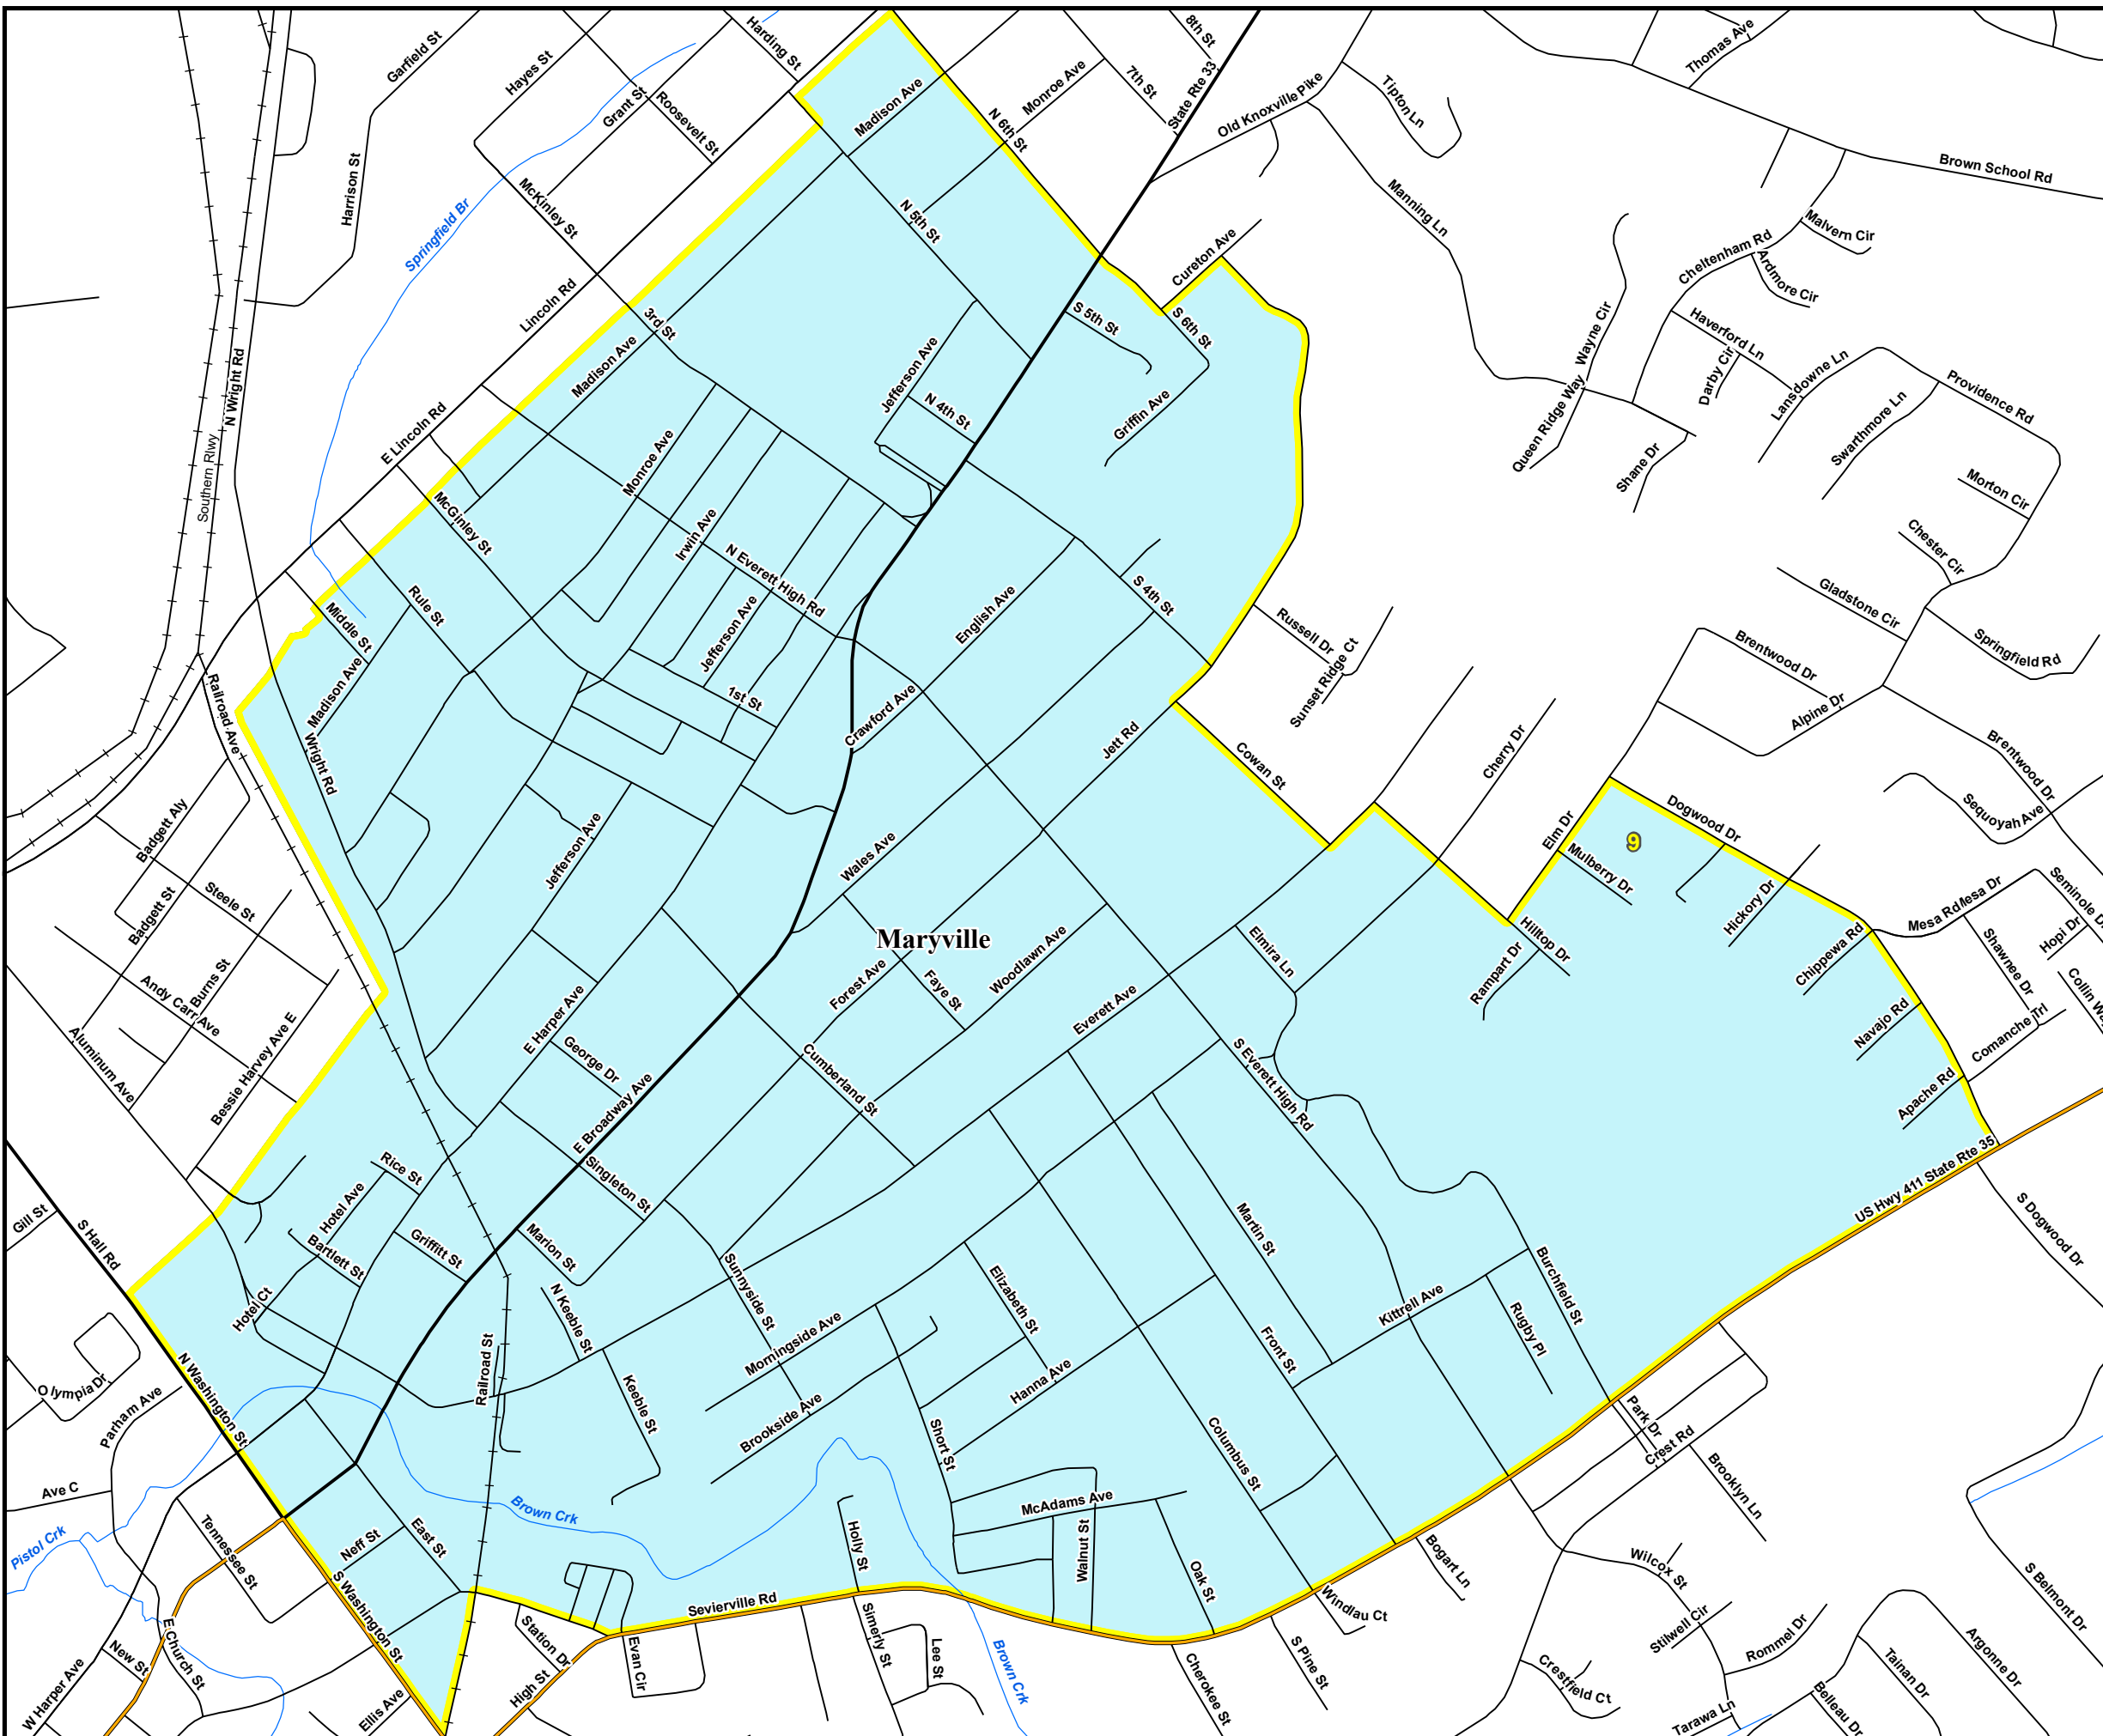 Harding St
8th St
Thomas Ave
Garfield St
Hayes St
Grant St
Roosevelt St
Madison Ave
N 6th St
Monroe Ave
7th St
State Rte 33
Old Knoxville Pike
Tipton Ln
Brown School Rd
Harrison St
Springfield Br
McKinley St
N 5th St
Cureton Ave
Manning Ln
Malvern Cir
Cheltenham Rd
Ardmore Cir
Lincoln Rd
3rd St
Madison Ave
S 5th St
S 6th St
Queen Ridge Way
Wayne Cir
Haverford Ln
Darby Cir
Lansdowne Ln
Providence Rd
Swarthmore Ln
N Wright Rd
Southern Rlwy
E Lincoln Rd
Jefferson Ave
N 4th St
Griffin Ave
Monroe Ave
Shane Dr
Morton Cir
Chester Cir
McGinley St
Irwin Ave
N Everett High Rd
Jefferson Ave
English Ave
S 4th St
Russell Dr
Sunset Ridge Ct
Gladstone Cir
Springfield Rd
Brentwood Dr
Alpine Dr
Brentwood Dr
Sequoyah Ave
Middle St
Rule St
Madison Ave
Railroad Ave
Wright Rd
1st St
Crawford Ave
Jett Rd
Cowan St
Cherry Dr
Elm Dr
Dogwood Dr
9
Mulberry Dr
Hickory Dr
Badgett Aly
Steele St
Badgett St
Jefferson Ave
Wales Ave
Maryville
Forest Ave
Faye St
Woodlawn Ave
Elmira Ln
Hilltop Dr
Rampart Dr
Chippewa Rd
Mesa Rd
Mesa Dr
Seminole Dr
Hopi Dr
Shawnee Dr
Collin Wa
Navajo Rd
Comanche Trl
Apache Rd
Andy Carr Ave
Burns St
Aluminum Ave
Bessie Harvey Ave E
E Harper Ave
George Dr
Everett Ave
Cumberland St
S Everett High Rd
E Broadway Ave
E Singleton St
Rice St
Hotel Ave
Bartlett St
Griffitt St
Marion St
Gill St
S Hall Rd
Hotel Ct
N Keeble St
Sunnyside St
Elizabeth St
Martin St
Kittrell Ave
Burchfield St
Rugby Pl
US Hwy 411 State Rte 35
S Dogwood Dr
Olympia Dr
Parham Ave
N Washington St
Railroad St
Keeble St
Morningside Ave
Brookside Ave
Hanna Ave
Front St
Short St
Columbus St
Park Dr
Crest Rd
Brooklyn Ln
Ave C
Pistol Crk
Tennessee St
Neff St
East St
Brown Crk
Holly St
McAdams Ave
Walnut St
Oak St
Bogart Ln
Windlau Ct
Wilcox St
S Belmont Dr
S Washington St
Sevierville Rd
Station Dr
Evan Cir
Simerly St
Lee St
Brown Crk
Cherokee St
S Pine St
Stilwell Cir
Rommel Dr
Crestfield Ct
Tarawa Ln
Belleau Dr
Tainan Dr
Argonne Dr
W Harper Ave
New St
E Church St
Ellis Ave
High St